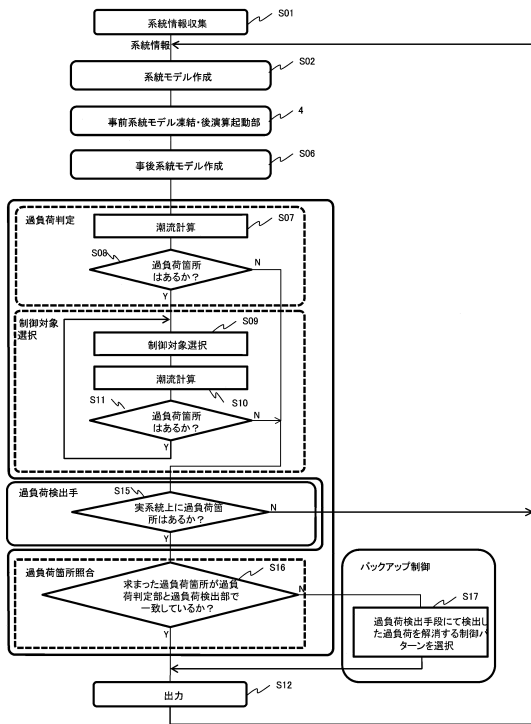 系統情報収集
S01
系統情報
S02
系統モデル作成
4
事前系統モデル凍結・後演算起動部
S06
事後系統モデル作成
過負荷判定
S07
潮流計算
S08
過負荷箇所
はあるか？
N
Y
制御対象
選択
S09
制御対象選択
潮流計算
S10
S11
過負荷箇所
はあるか？
N
Y
過負荷検出手
S15
実系統上に過負荷箇
所はあるか？
N
Y
過負荷箇所照合
S16
求まった過負荷箇所が過負
荷判定部と過負荷検出部で
一致しているか？
N
Y
バックアップ制御
S17
過負荷検出手段にて検出し
た過負荷を解消する制御パ
ターンを選択
S12
出力